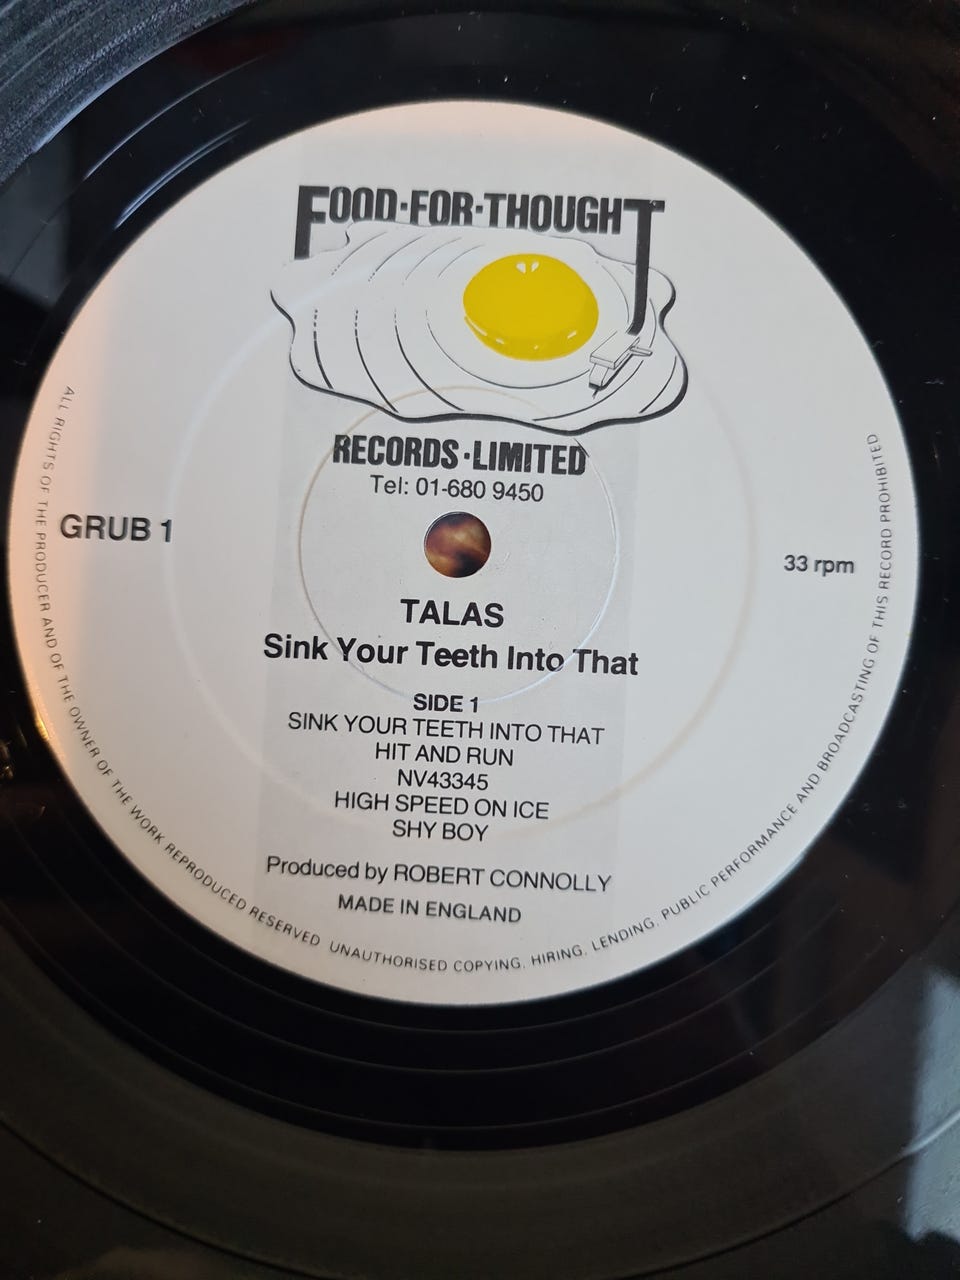 FOOD·FOR·THOUGHT
RECORDS·LIMITED
Tel: 01-680 9450
GRUB 1
33 rpm
TALAS
Sink Your Teeth Into That
SIDE 1
SINK YOUR TEETH INTO THAT
HIT AND RUN
NV43345
HIGH SPEED ON ICE
SHY BOY
Produced by ROBERT CONNOLLY
MADE IN ENGLAND
ALL RIGHTS OF THE PRODUCER AND OF THE OWNER OF THE WORK REPRODUCED RESERVED UNAUTHORISED COPYING, HIRING, LENDING, PUBLIC PERFORMANCE AND BROADCASTING OF THIS RECORD PROHIBITED